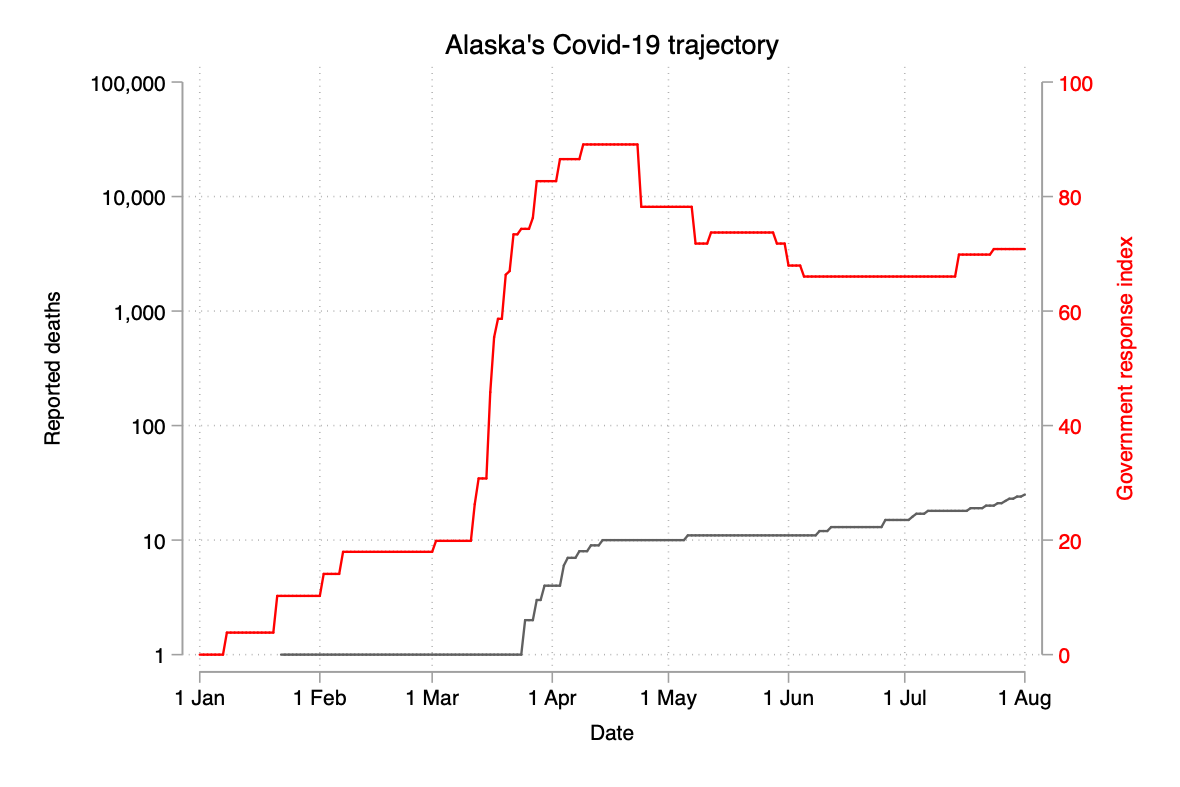 Alaska's Covid-19 trajectory
100,000
10,000
1,000
100
10
1
Reported deaths
100
80
60
40
20
0
Government response index
1 Jan
1 Feb
1 Mar
1 Apr
1 May
1 Jun
1 Jul
1 Aug
Date